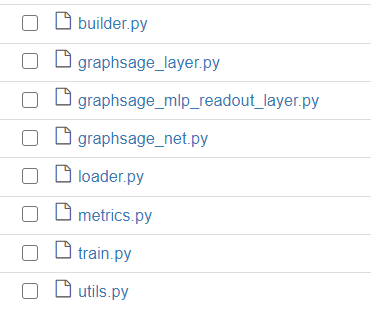 builder.py
graphsage_layer.py
graphsage_mlp_readout_layer.py
graphsage_net.py
loader.py
metrics.py
train.py
utils.py